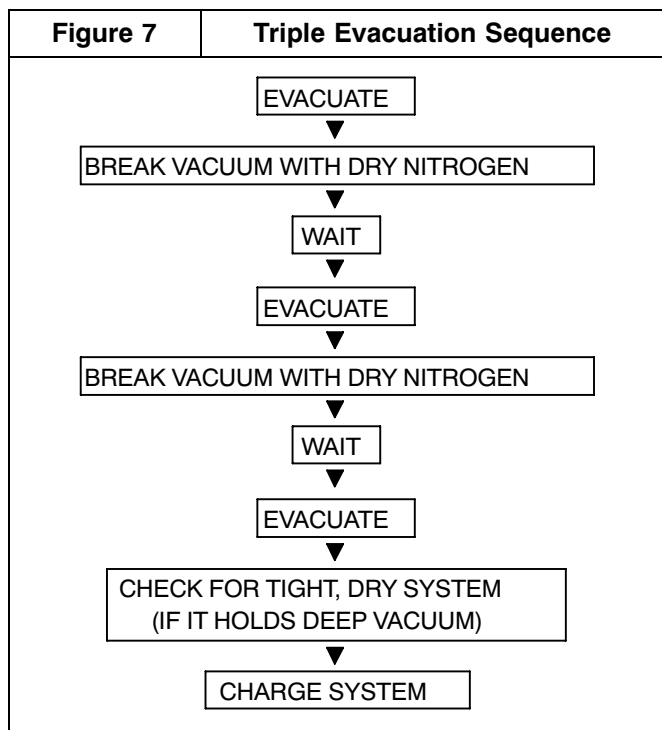 Figure 7
Triple Evacuation Sequence
EVACUATE
BREAK VACUUM WITH DRY NITROGEN
WAIT
EVACUATE
BREAK VACUUM WITH DRY NITROGEN
WAIT
EVACUATE
CHECK FOR TIGHT, DRY SYSTEM
(IF IT HOLDS DEEP VACUUM)
CHARGE SYSTEM